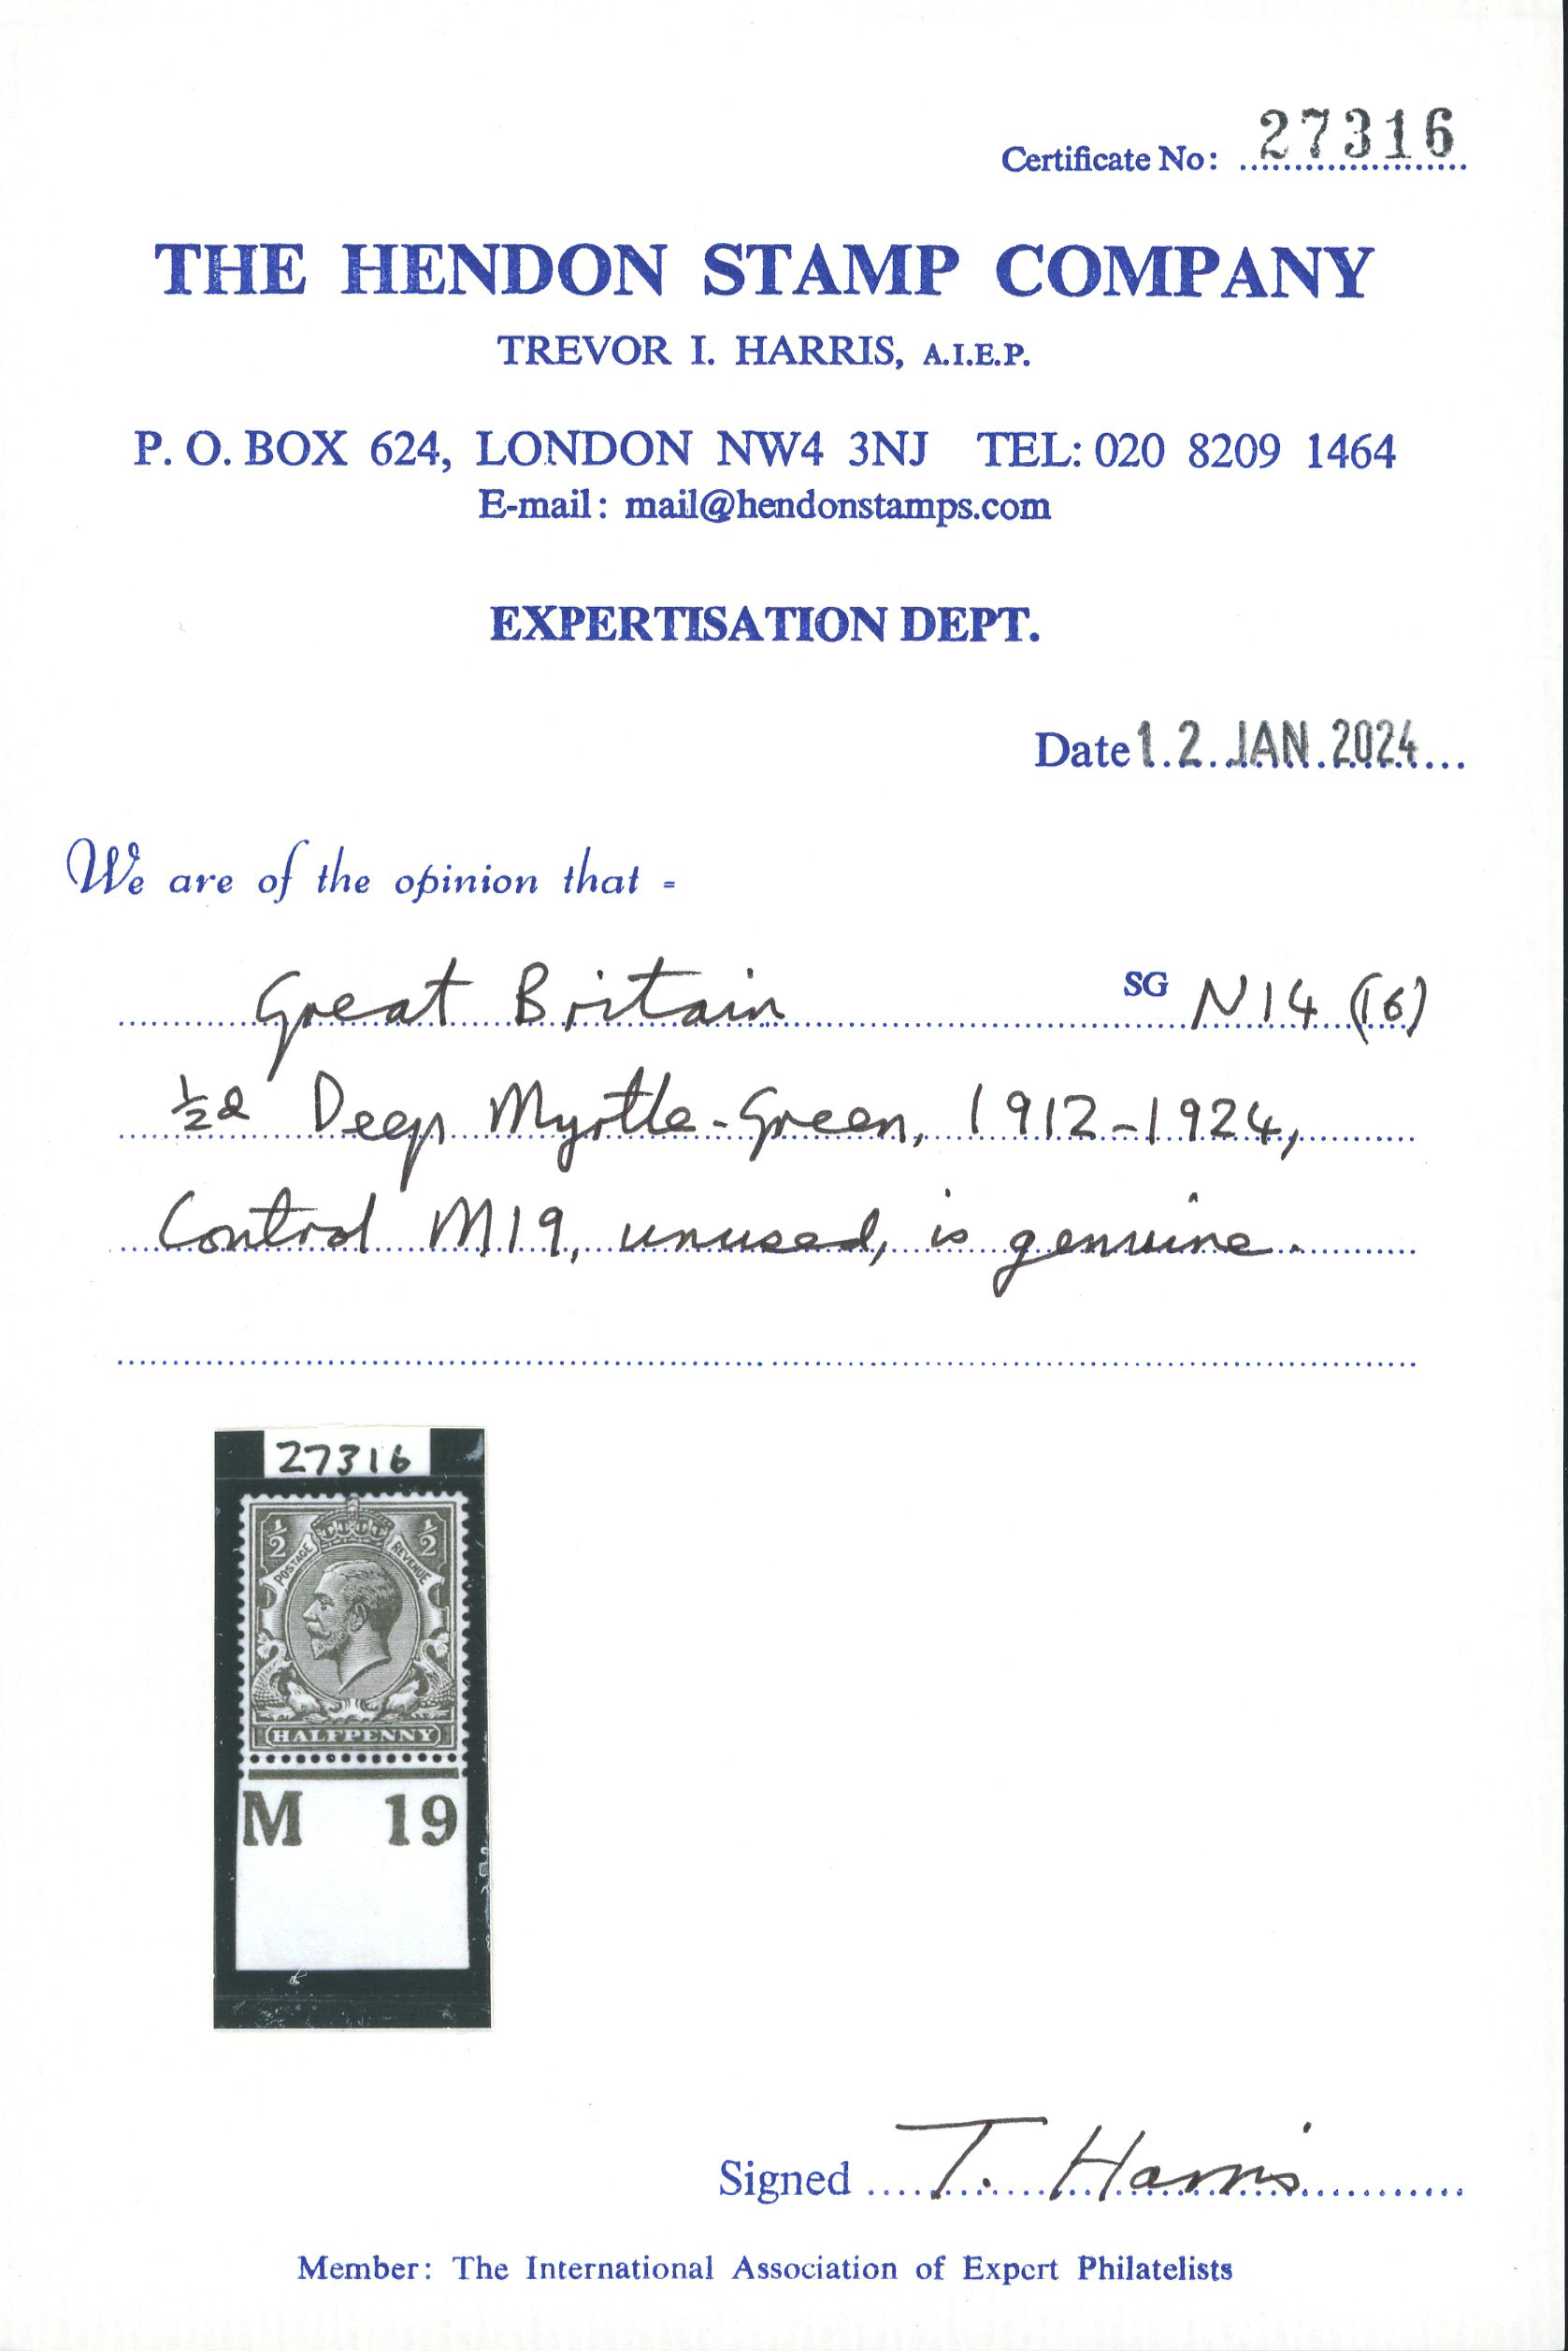 Certificate No: 27316
THE HENDON STAMP COMPANY
TREVOR I. HARRIS, A.I.E.P.
P. O. BOX 624, LONDON NW4 3NJ TEL: 020 8209 1464
E-mail: mail@hendonstamps.com
EXPERTISATION DEPT.
Date 12 JAN 2024
We are of the opinion that -
Great Britain SG N14 (16)
½d Deep Myrtle-Green, 1912-1924,
Control M19, unused, is genuine.
27316
½ ½
POSTAGE REVENUE
HALFPENNY
M 19
Signed T. Harris
Member: The International Association of Expert Philatelists